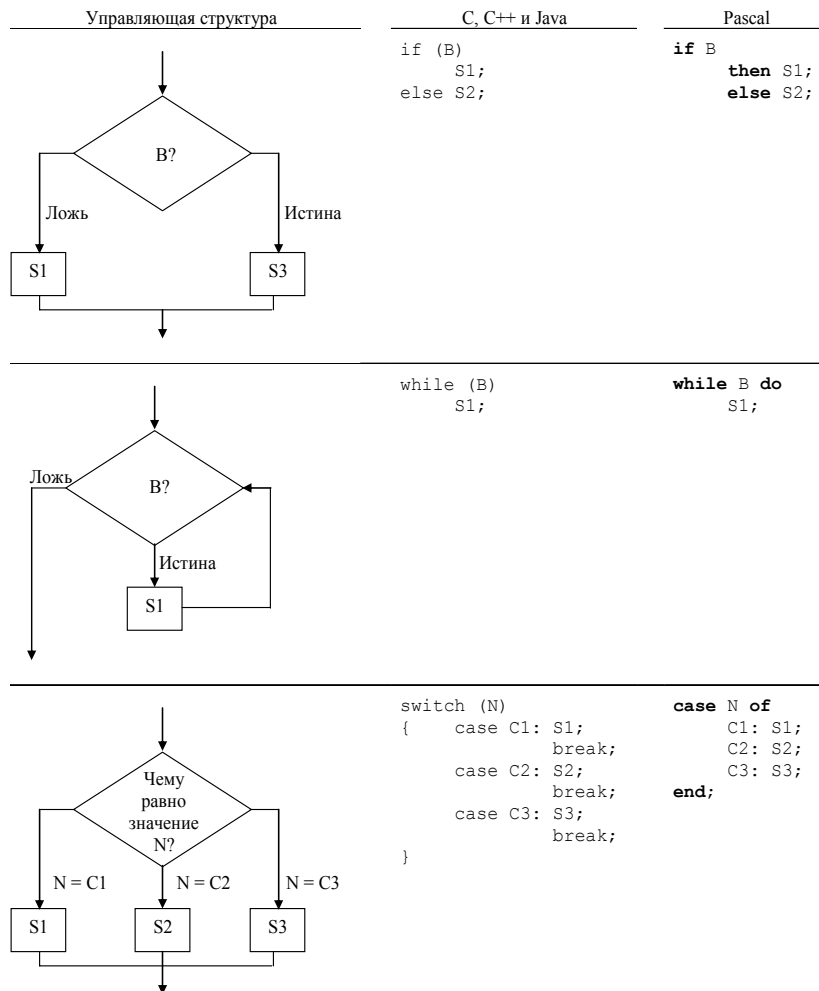 Управляющая структура
C, C++ и Java
Pascal
B?
Ложь
Истина
S1
S3
if (B)
S1;
else S2;
if B
then S1;
else S2;
B?
Ложь
Истина
S1
while (B)
S1;
while B do
S1;
Чему
равно
значение
N?
N = C1
N = C2
N = C3
S1
S2
S3
switch (N)
{ case C1: S1;
break;
case C2: S2;
break;
case C3: S3;
break;
}
case N of
C1: S1;
C2: S2;
C3: S3;
end;